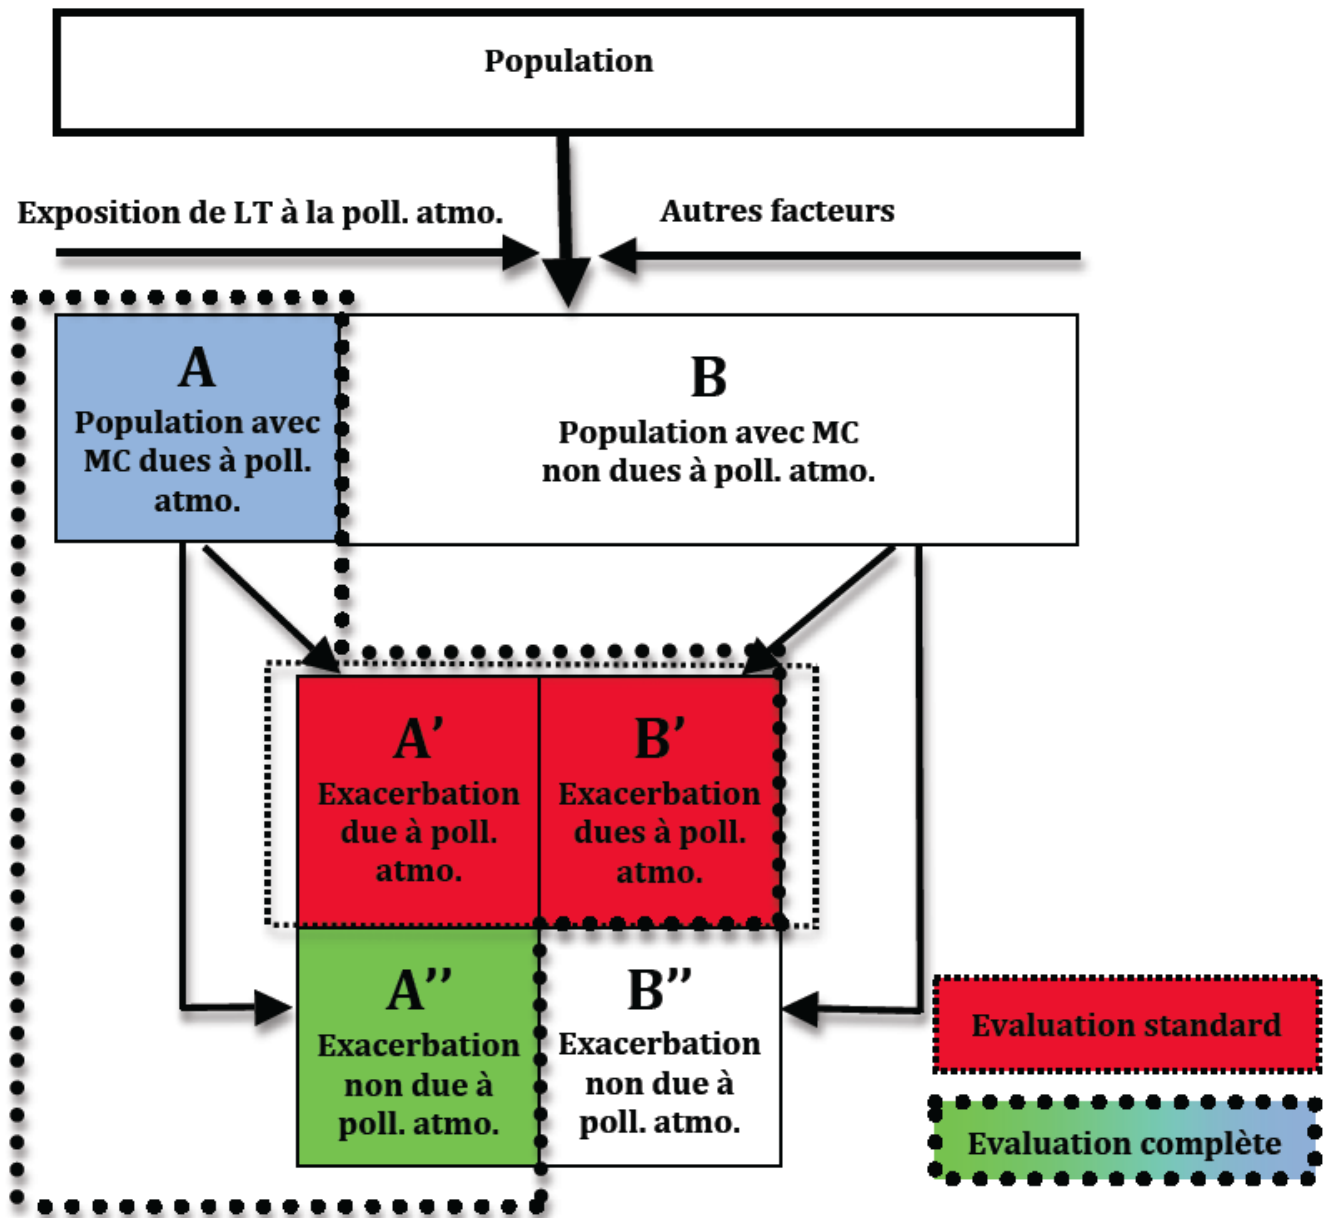 Population
Exposition de LT à la poll. atmo.
Autres facteurs
A
Population avec
MC dues à poll.
atmo.
B
Population avec MC
non dues à poll. atmo.
A’
Exacerbation
due à poll.
atmo.
B’
Exacerbation
dues à poll.
atmo.
A’’
Exacerbation
non due à
poll. atmo.
B’’
Exacerbation
non due à
poll. atmo.
Evaluation standard
Evaluation complète